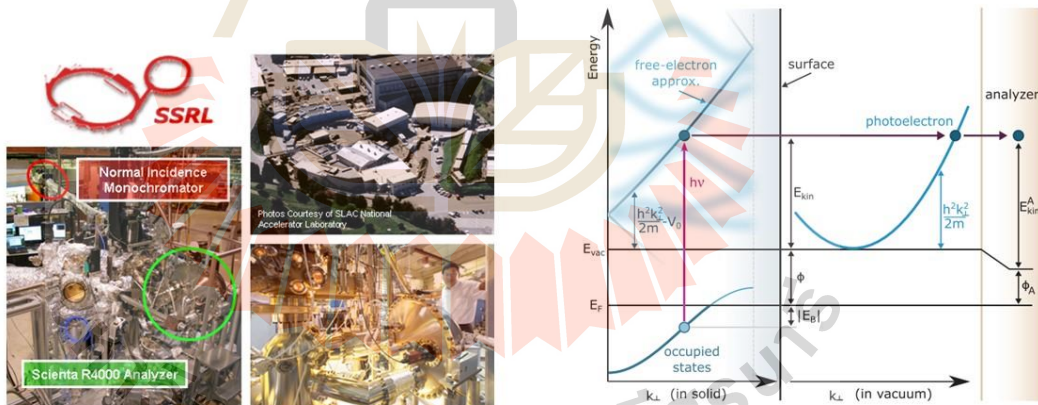 SSRL
Normal Incidence
Monochromator
Scienta R4000 Analyzer
Photos Courtesy of SLAC National
Accelerator Laboratory
Energy
free-electron
approx.
surface
analyzer
photoelectron
hν
E_kin
E^A_kin
ħ²k²⊥/2m -V₀
ħ²k²⊥/2m
E_vac
ϕ
ϕ_A
E_F
|E_B|
occupied
states
k⊥ (in solid)
k⊥ (in vacuum)